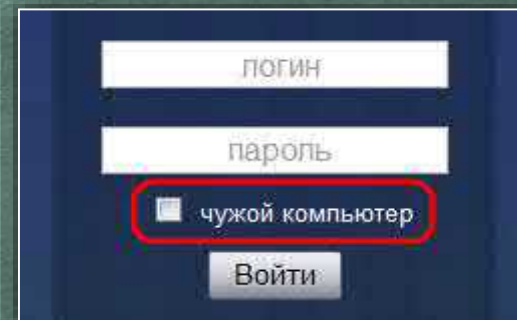 логин
пароль
чужой компьютер
Войти